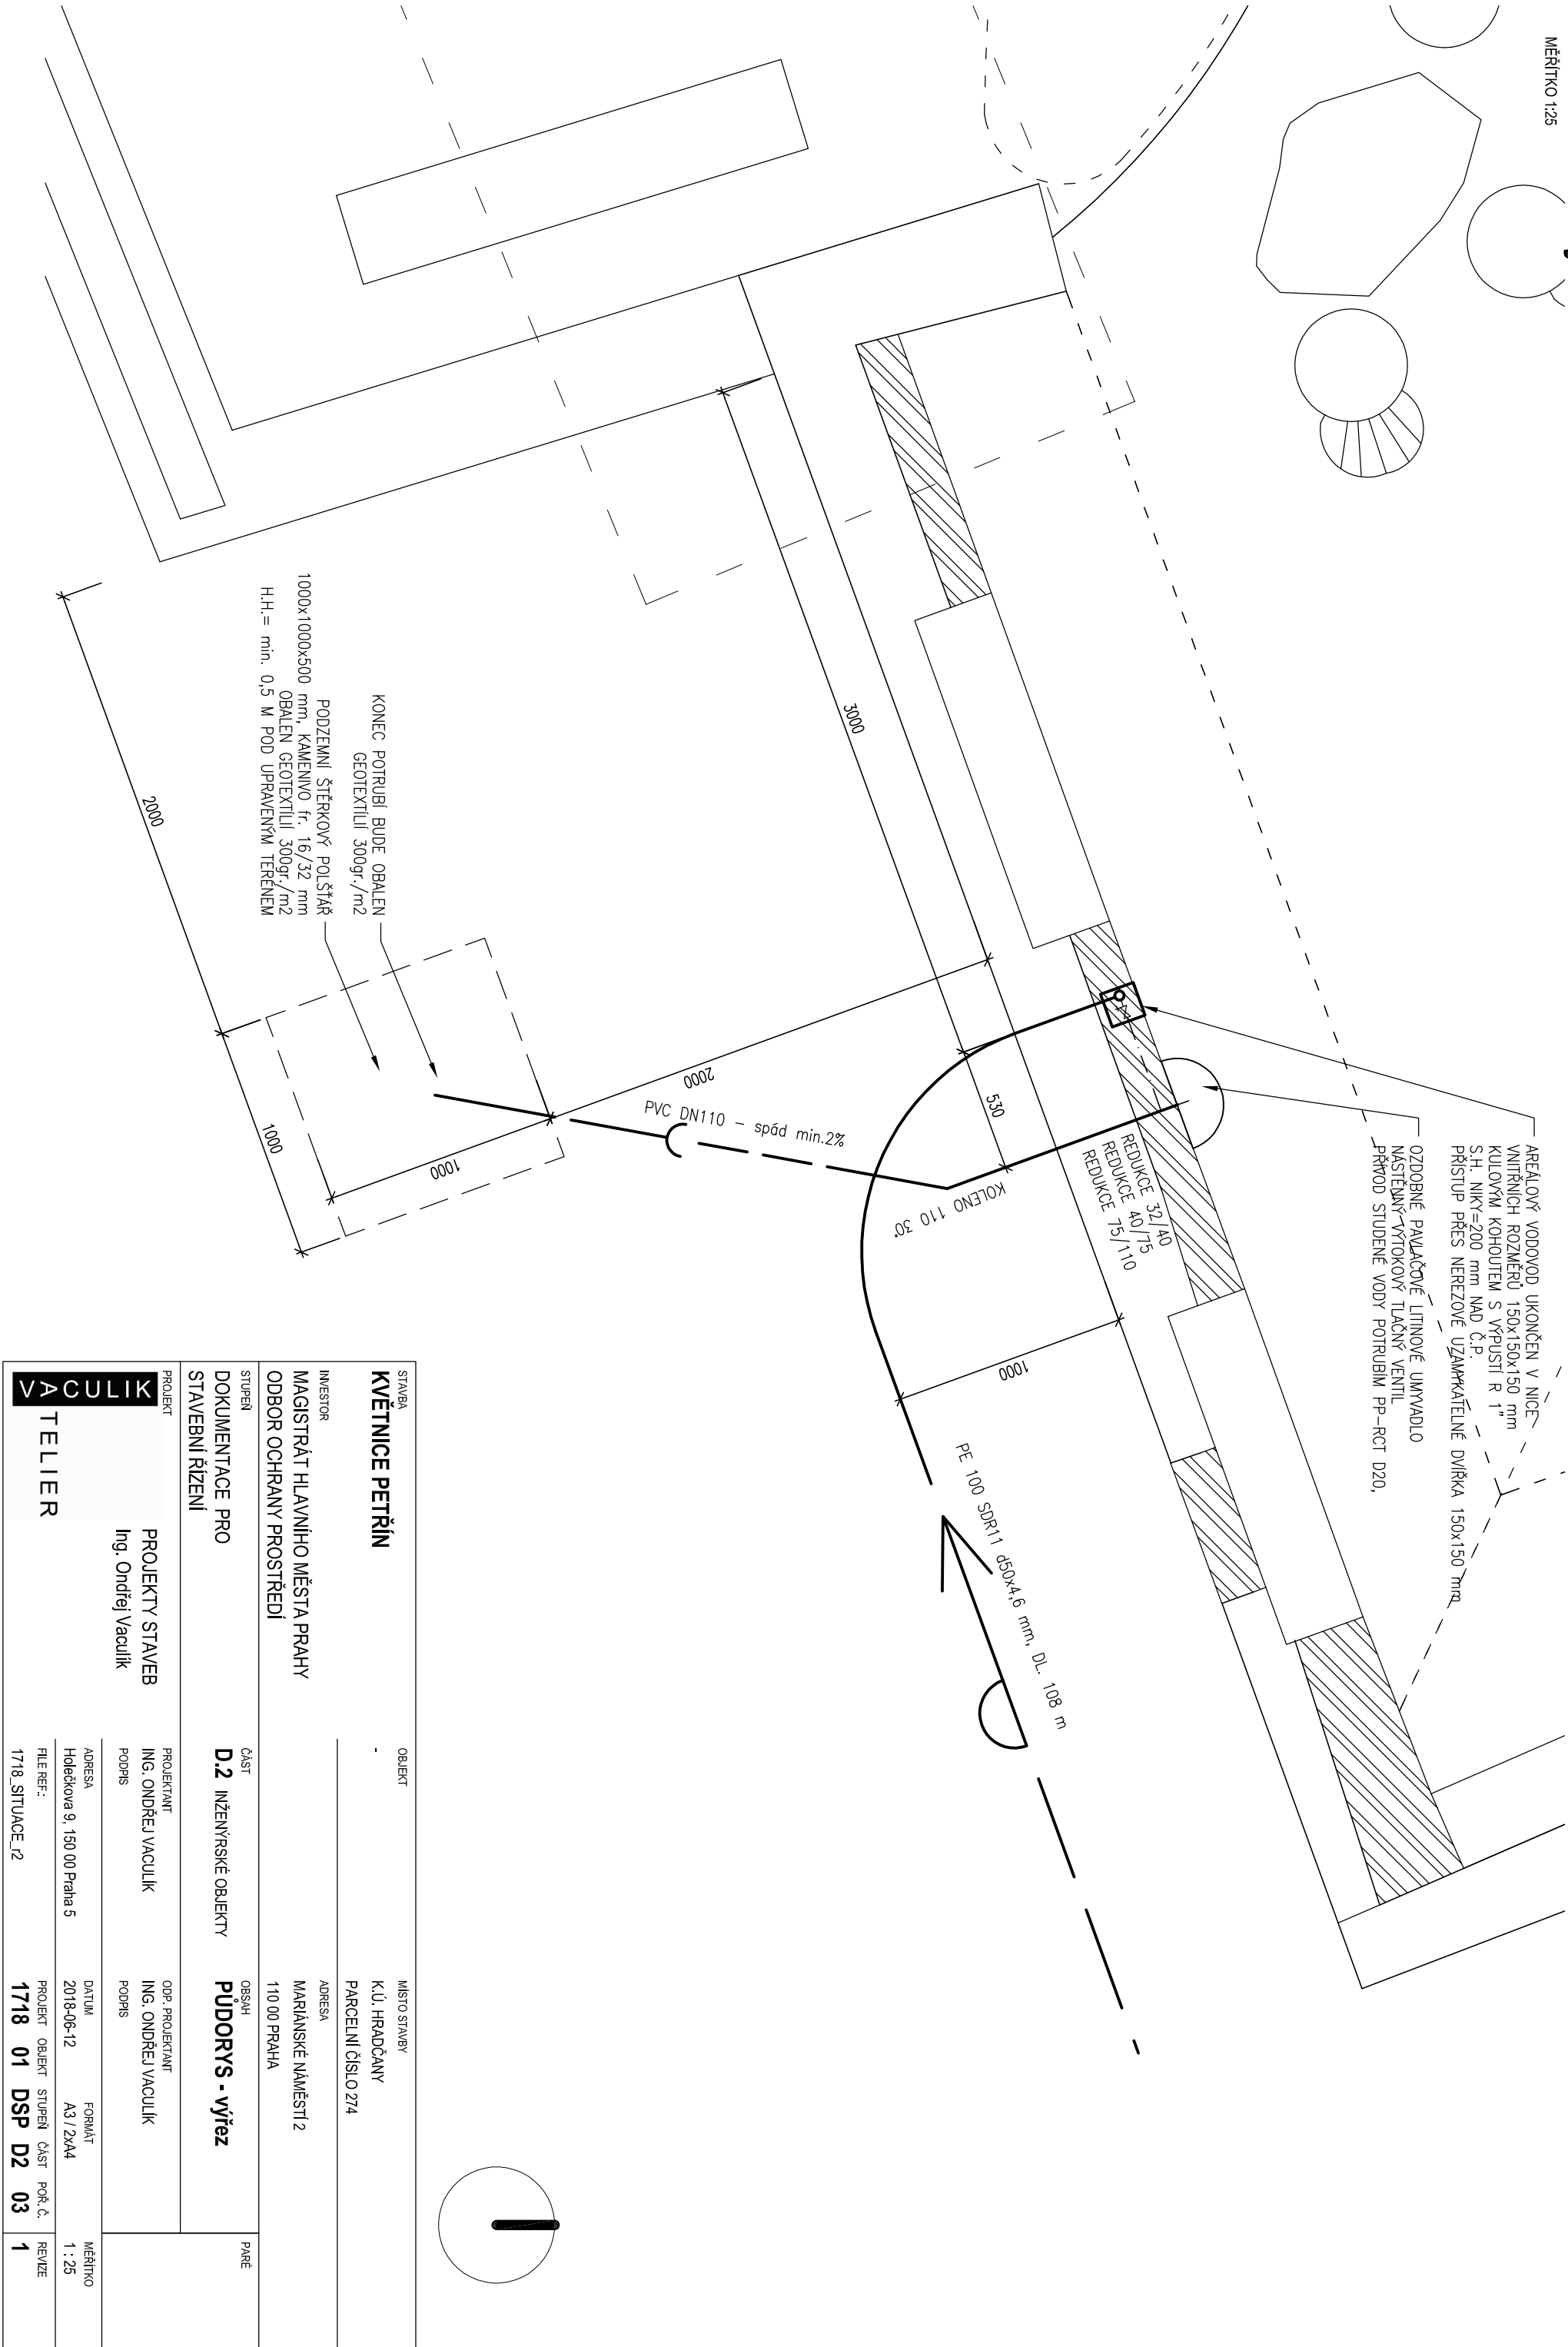 MĚŘÍTKO 1:25
AREÁLOVÝ VODOVOD UKONČEN V NICE
VNITŘNÍCH ROZMĚRŮ 150x150x150 mm
KULOVÝM KOHOUTEM S VÝPUSTÍ R 1"
S.H. NIKY=200 mm NAD Č.P.
PŘÍSTUP PŘES NEREZOVÉ UZAMYKATELNÉ DVÍŘKA 150x150 mm
OZDOBNÉ PAVLAČOVÉ LITINOVÉ UMYVADLO
NÁSTĚNNÝ VÝTOKOVÝ TLAČNÝ VENTIL
PŘÍVOD STUDENÉ VODY POTRUBÍM PP-RCT D20,
REDUKCE 32/40
REDUKCE 40/75
REDUKCE 75/110
KOLENO 110 30°
3000
530
1000
PE 100 SDR11 d50x4,6 mm, DL. 108 m
2000
PVC DN110 – spád min.2%
1000
KONEC POTRUBÍ BUDE OBALEN
GEOTEXTÍLIÍ 300gr./m2
PODZEMNÍ ŠTĚRKOVÝ POLŠTÁŘ
1000x1000x500 mm, KAMENIVO fr. 16/32 mm
OBALEN GEOTEXTÍLIÍ 300gr./m2
H.H.= min. 0,5 M POD UPRAVENÝM TERÉNEM
2000
1000
STAVBA
KVĚTNICE PETŘÍN
OBJEKT
-
MÍSTO STAVBY
K.Ú. HRADČANY
PARCELNÍ ČÍSLO 274
INVESTOR
MAGISTRÁT HLAVNÍHO MĚSTA PRAHY
ODBOR OCHRANY PROSTŘEDÍ
ADRESA
MARIÁNSKÉ NÁMĚSTÍ 2
110 00 PRAHA
STUPEŇ
DOKUMENTACE PRO
STAVEBNÍ ŘÍZENÍ
ČÁST
D.2 INŽENÝRSKÉ OBJEKTY
OBSAH
PŮDORYS - výřez
PARÉ
PROJEKT
VACULIK
TELIER
PROJEKTY STAVEB
Ing. Ondřej Vaculík
PROJEKTANT
ING. ONDŘEJ VACULÍK
PODPIS
ODP. PROJEKTANT
ING. ONDŘEJ VACULÍK
PODPIS
ADRESA
Holečkova 9, 150 00 Praha 5
DATUM
2018-06-12
FORMÁT
A3 / 2xA4
MĚŘÍTKO
1 : 25
FILE REF.:
1718_SITUACE_r2
PROJEKT OBJEKT STUPEŇ ČÁST POŘ. Č.
1718 01 DSP D2 03
REVIZE
1